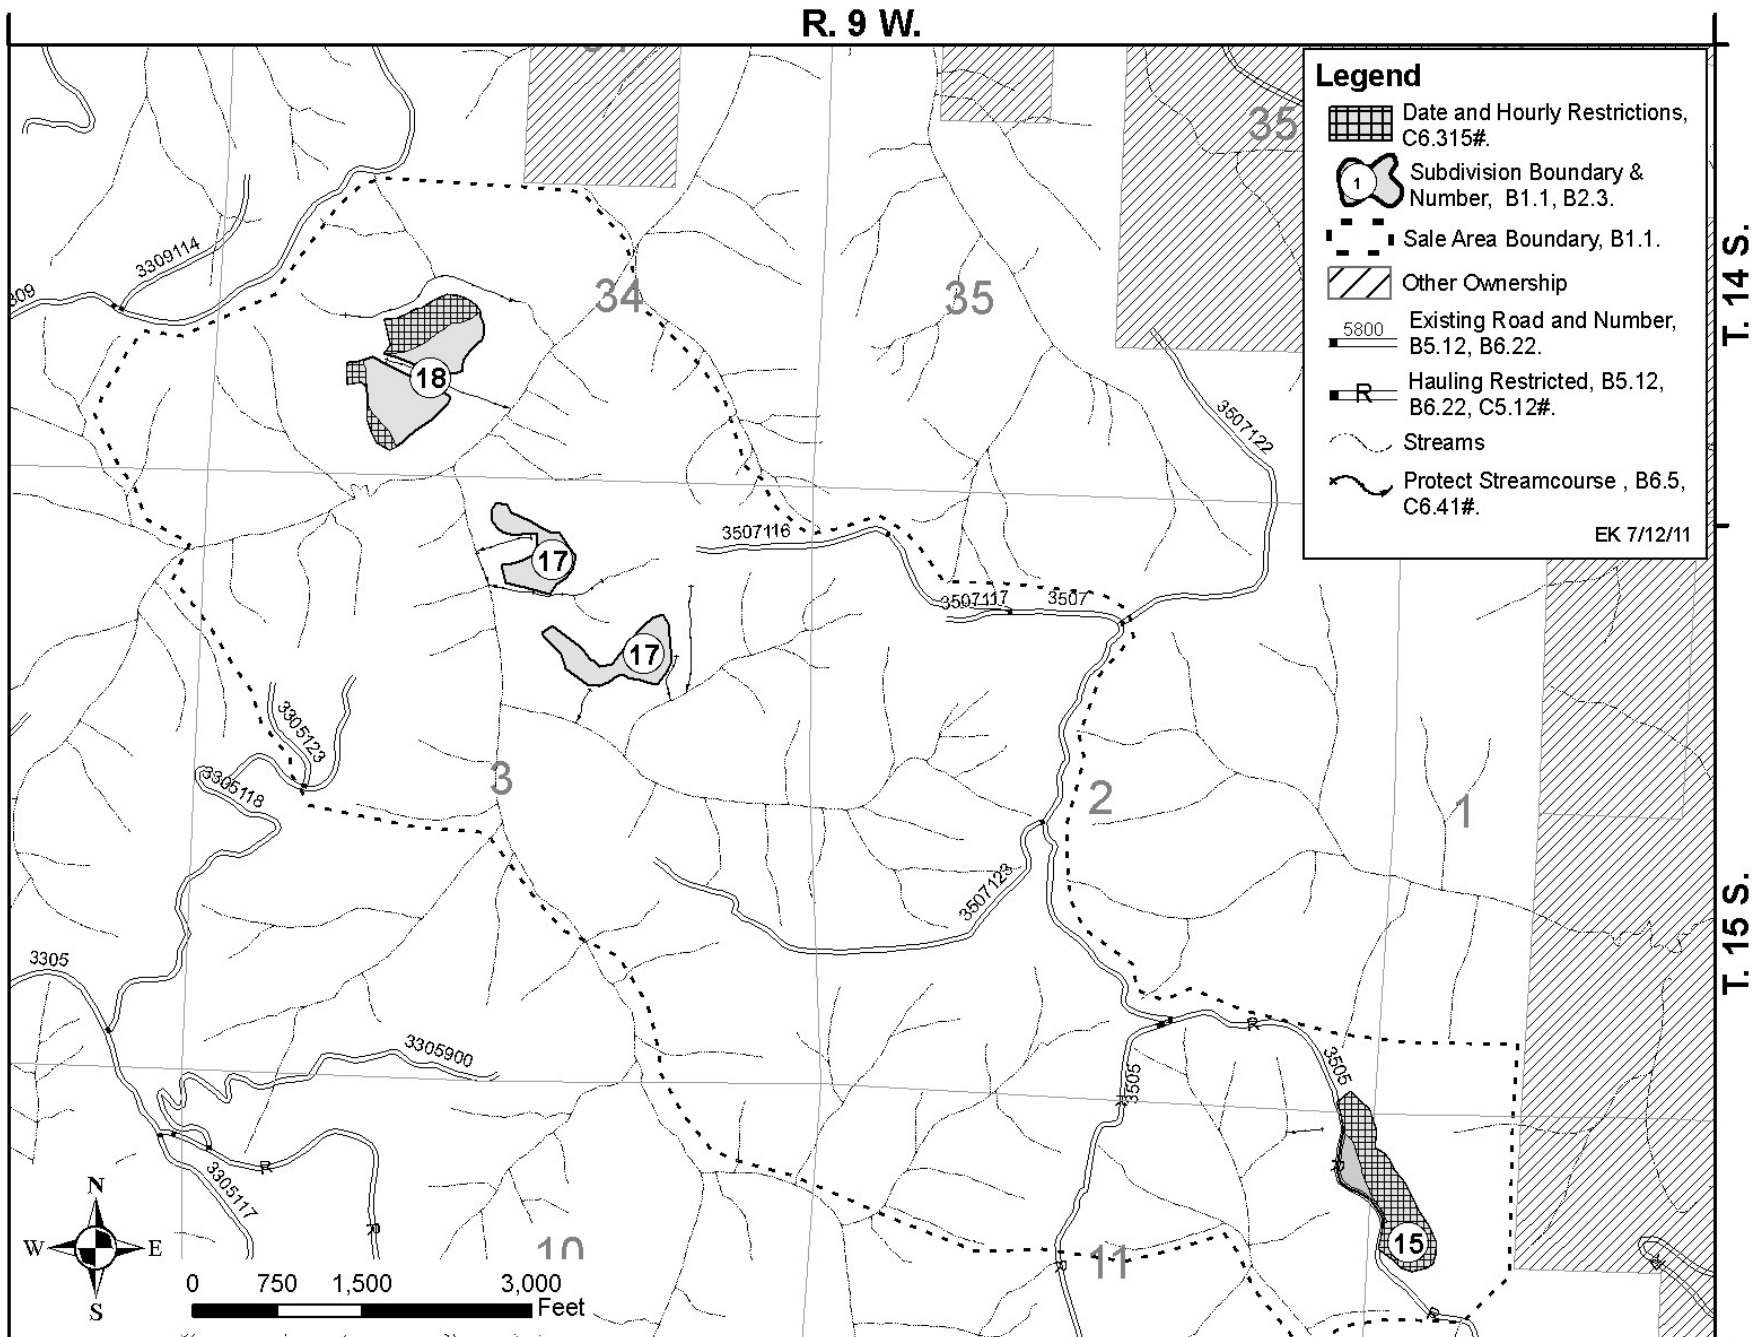 R. 9 W.
Legend
Date and Hourly Restrictions,
C6.315#.
1
Subdivision Boundary &
Number, B1.1, B2.3.
Sale Area Boundary, B1.1.
Other Ownership
5800
Existing Road and Number,
B5.12, B6.22.
R
Hauling Restricted, B5.12,
B6.22, C5.12#.
Streams
Protect Streamcourse , B6.5,
C6.41#.
EK 7/12/11
T. 14 S.
T. 15 S.
35
3309114
309
34
35
18
3507122
17
3507116
3507117
3507
17
3305123
3305118
3
2
1
3507123
3305
3305900
R
3505
3505
R
R
3305117
R
R
15
10
11
R
R
N
W
E
S
0 750 1,500 3,000
Feet